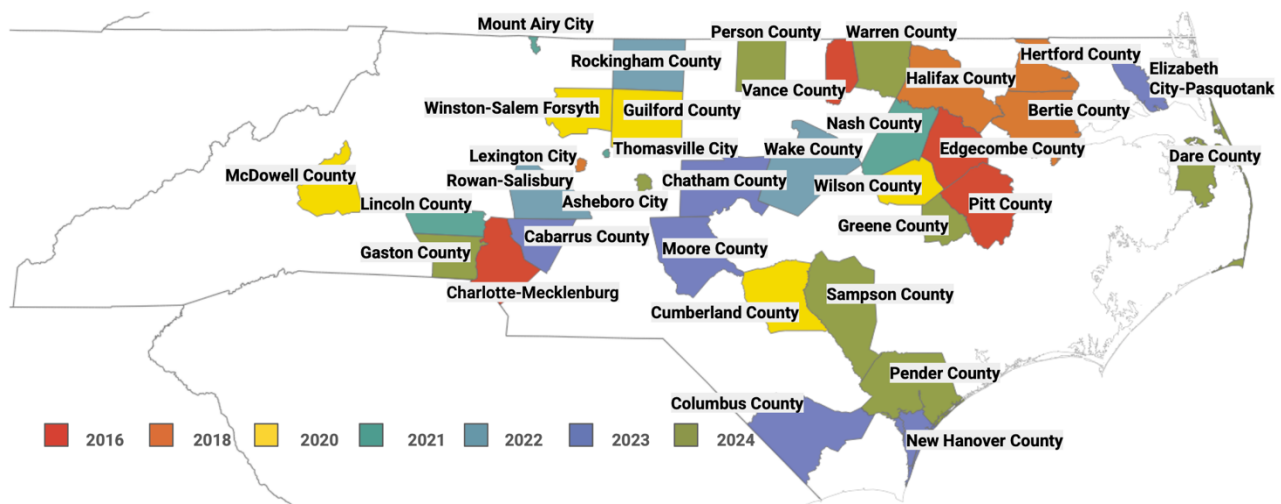 Mount Airy City
Person County
Warren County
Rockingham County
Hertford County
Elizabeth
City-Pasquotank
Halifax County
Vance County
Winston-Salem Forsyth
Guilford County
Bertie County
Nash County
Thomasville City
Wake County
Edgecombe County
Lexington City
Dare County
McDowell County
Rowan-Salisbury
Chatham County
Wilson County
Lincoln County
Asheboro City
Pitt County
Greene County
Cabarrus County
Moore County
Gaston County
Charlotte-Mecklenburg
Sampson County
Cumberland County
Pender County
Columbus County
New Hanover County
2016
2018
2020
2021
2022
2023
2024